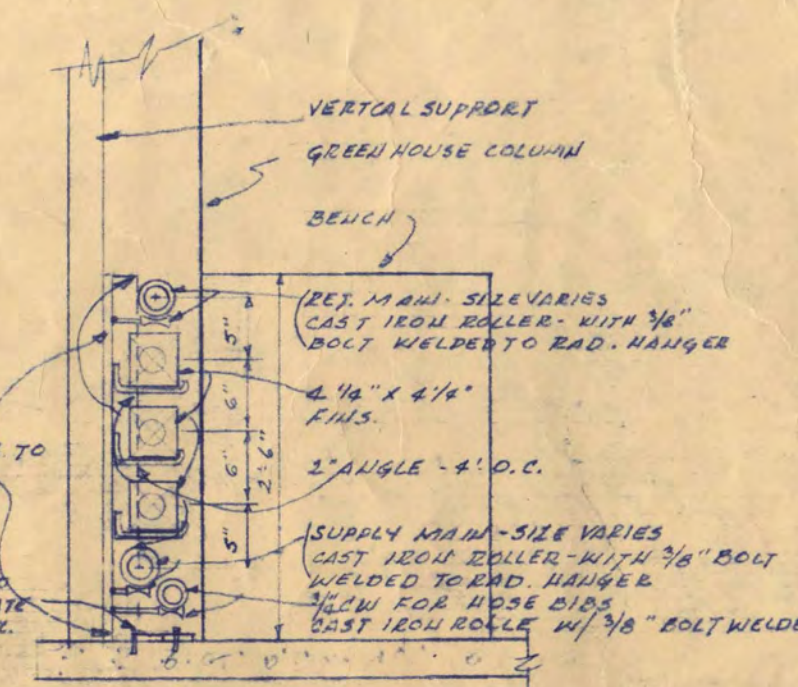 VERTCAL SUPPORT
GREEN HOUSE COLUMN
BENCH
RET. MAIN - SIZE VARIES
CAST IRON ROLLER - WITH 3/8"
BOLT WELDED TO RAD. HANGER
5"
4 1/4" X 4 1/4"
FINS.
6"
TO
2'-6"
6"
2" ANGLE - 4' O.C.
5"
SUPPLY MAIN - SIZE VARIES
CAST IRON ROLLER - WITH 3/8" BOLT
WELDED TO RAD. HANGER
3/4" CW FOR HOSE BIBS
CAST IRON ROLLE W/ 3/8" BOLT WELDE